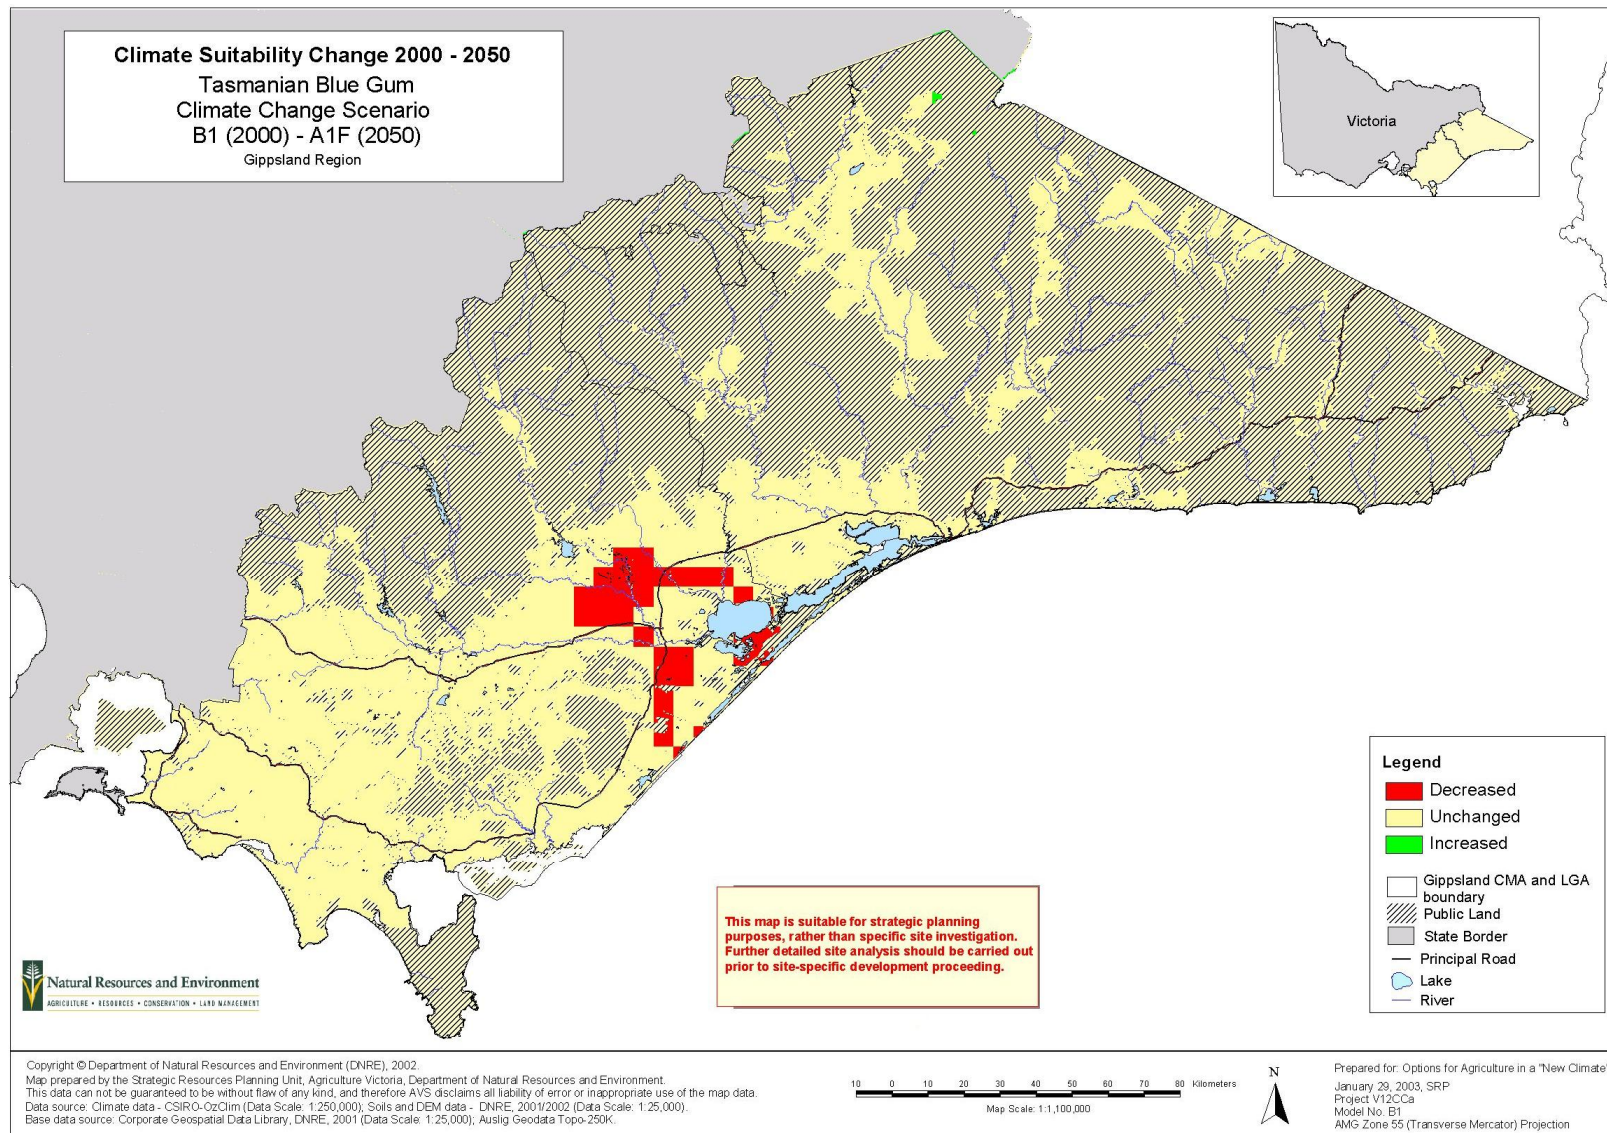 Climate Suitability Change 2000 - 2050
Tasmanian Blue Gum
Climate Change Scenario
B1 (2000) - A1F (2050)
Gippsland Region
Victoria
Legend
Decreased
Unchanged
Increased
Gippsland CMA and LGA
boundary
Public Land
State Border
Principal Road
Lake
River
This map is suitable for strategic planning
purposes, rather than specific site investigation.
Further detailed site analysis should be carried out
prior to site-specific development proceeding.
Natural Resources and Environment
AGRICULTURE • RESOURCES • CONSERVATION • LAND MANAGEMENT
Copyright © Department of Natural Resources and Environment (DNRE), 2002.
Map prepared by the Strategic Resources Planning Unit, Agriculture Victoria, Department of Natural Resources and Environment.
This data can not be guaranteed to be without flaw of any kind, and therefore AVS disclaims all liability of error or inappropriate use of the map data.
Data source: Climate data - CSIRO-OzClim (Data Scale: 1:250,000); Soils and DEM data - DNRE, 2001/2002 (Data Scale: 1:25,000).
Base data source: Corporate Geospatial Data Library, DNRE, 2001 (Data Scale: 1:25,000); Auslig Geodata Topo-250K.
10 0 10 20 30 40 50 60 70 80 Kilometers
Map Scale: 1:1,100,000
N
Prepared for: Options for Agriculture in a "New Climate"
January 29, 2003, SRP
Project V12CCa
Model No. B1
AMG Zone 55 (Transverse Mercator) Projection